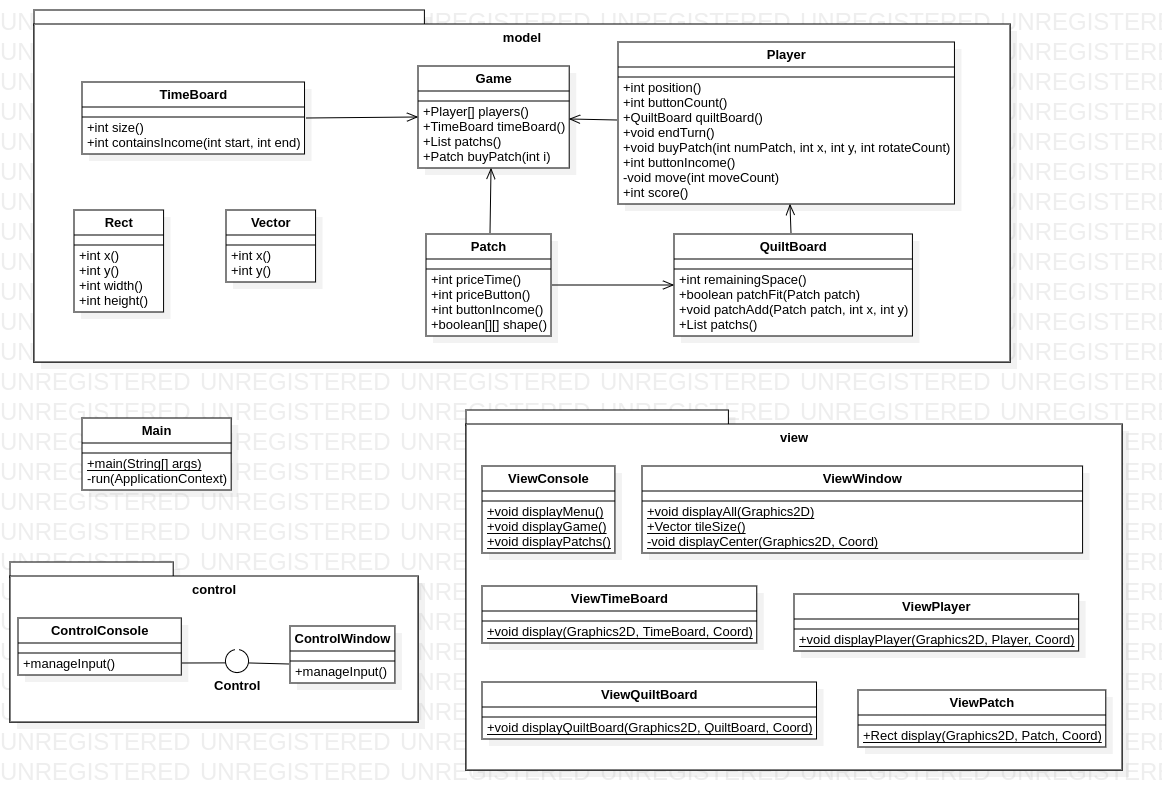 model
TimeBoard
+int size()
+int containsIncome(int start, int end)
Game
+Player[] players()
+TimeBoard timeBoard()
+List patchs()
+Patch buyPatch(int i)
Player
+int position()
+int buttonCount()
+QuiltBoard quiltBoard()
+void endTurn()
+void buyPatch(int numPatch, int x, int y, int rotateCount)
+int buttonIncome()
-void move(int moveCount)
+int score()
Rect
+int x()
+int y()
+int width()
+int height()
Vector
+int x()
+int y()
Patch
+int priceTime()
+int priceButton()
+int buttonIncome()
+boolean[][] shape()
QuiltBoard
+int remainingSpace()
+boolean patchFit(Patch patch)
+void patchAdd(Patch patch, int x, int y)
+List patchs()
Main
+main(String[] args)
-run(ApplicationContext)
control
ControlConsole
+manageInput()
Control
ControlWindow
+manageInput()
view
ViewConsole
+void displayMenu()
+void displayGame()
+void displayPatchs()
ViewWindow
+void displayAll(Graphics2D)
+Vector tileSize()
-void displayCenter(Graphics2D, Coord)
ViewTimeBoard
+void display(Graphics2D, TimeBoard, Coord)
ViewPlayer
+void displayPlayer(Graphics2D, Player, Coord)
ViewQuiltBoard
+void displayQuiltBoard(Graphics2D, QuiltBoard, Coord)
ViewPatch
+Rect display(Graphics2D, Patch, Coord)
UNREGISTERED UNREGISTERED UNREGISTERED UNREGISTERED UNREGISTERED